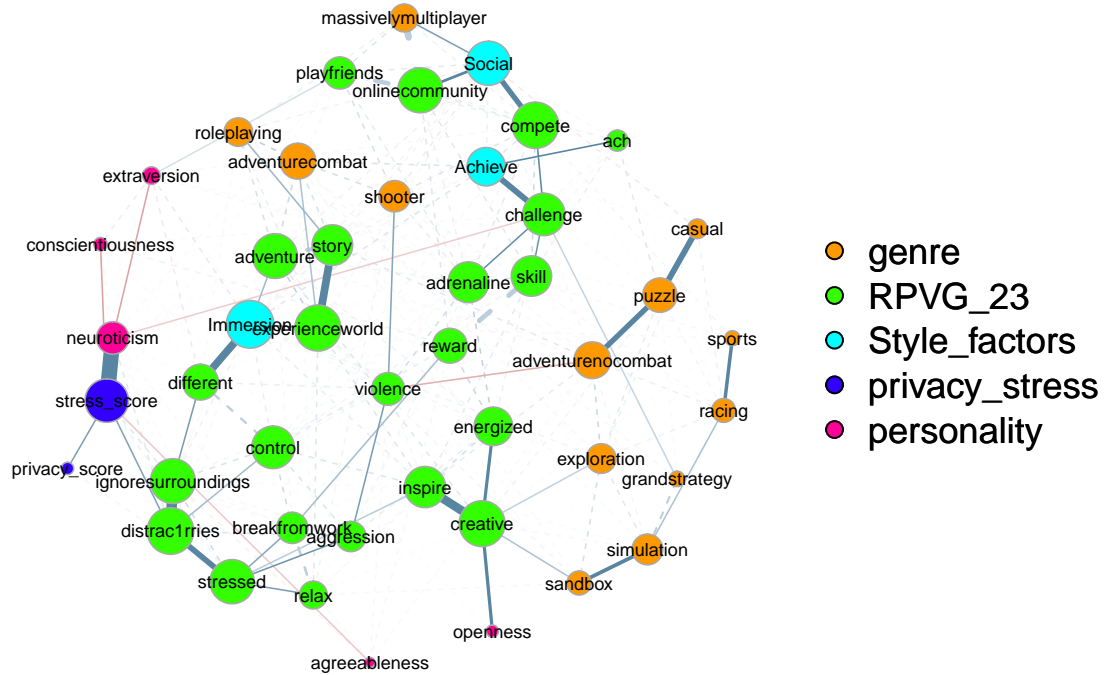 massivelymultiplayer
Social
playfriends
onlinecommunity
compete
roleplaying
ach
adventurecombat
Achieve
extraversion
shooter
challenge
casual
conscientiousness
story
adventure
adrenaline
skill
puzzle
Immersion
experienceworld
neuroticism
reward
sports
adventurenocombat
different
violence
stress_score
racing
energized
control
exploration
privacy_score
ignoresurroundings
grandstrategy
inspire
creative
distrac1rries
breakfromwork
aggression
simulation
stressed
sandbox
relax
openness
agreeableness
genre
RPVG_23
Style_factors
privacy_stress
personality